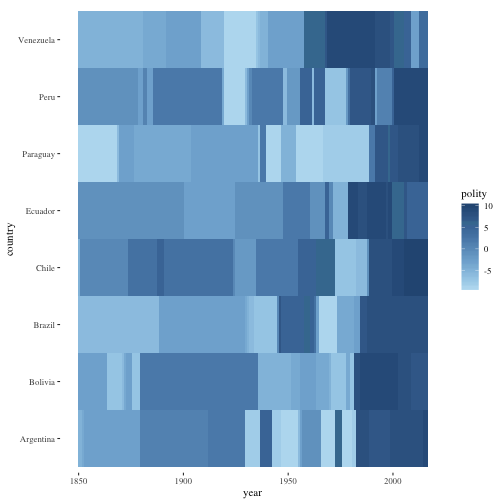 Venezuela
Peru
Paraguay
Ecuador
Chile
Brazil
Bolivia
Argentina
country
1850 1900 1950 2000
year
polity
10
5
0
-5